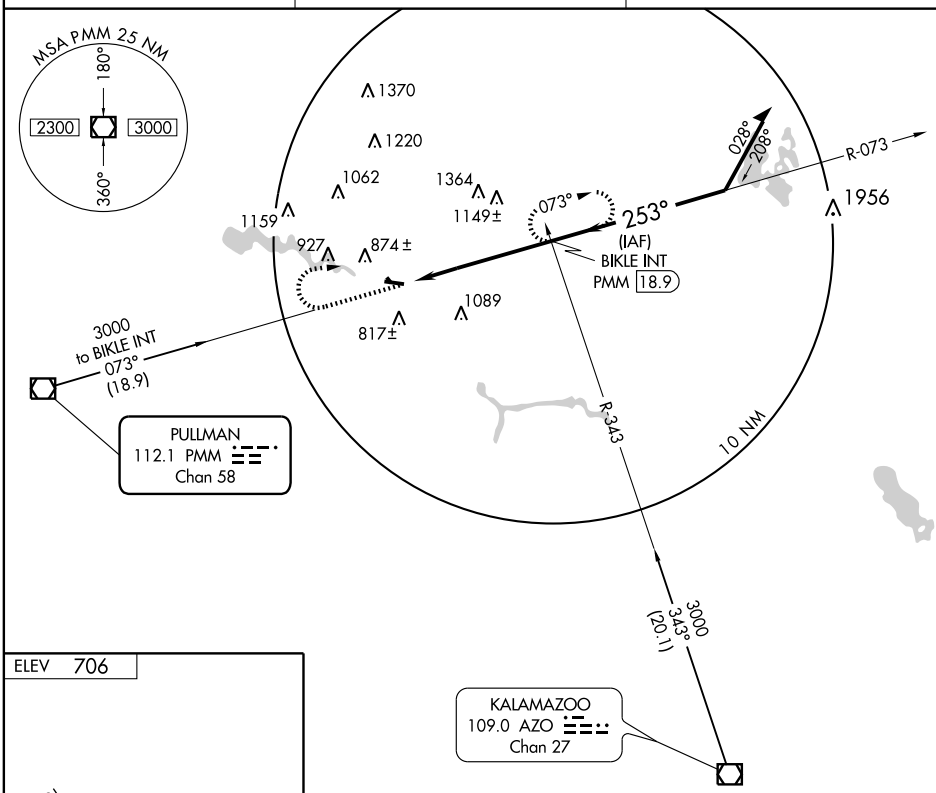 MSA PMM 25 NM
180°
2300
3000
360°
1370
1220
1062
1364
1149±
1159
927
874±
073°
253°
(IAF)
BIKLE INT
PMM 18.9
028°
208°
R-073
1956
1089
817±
3000
to BIKLE INT
073°
(18.9)
PULLMAN
112.1 PMM
Chan 58
R-343
10 NM
3000
343°
(20.1)
ELEV 706
KALAMAZOO
109.0 AZO
Chan 27